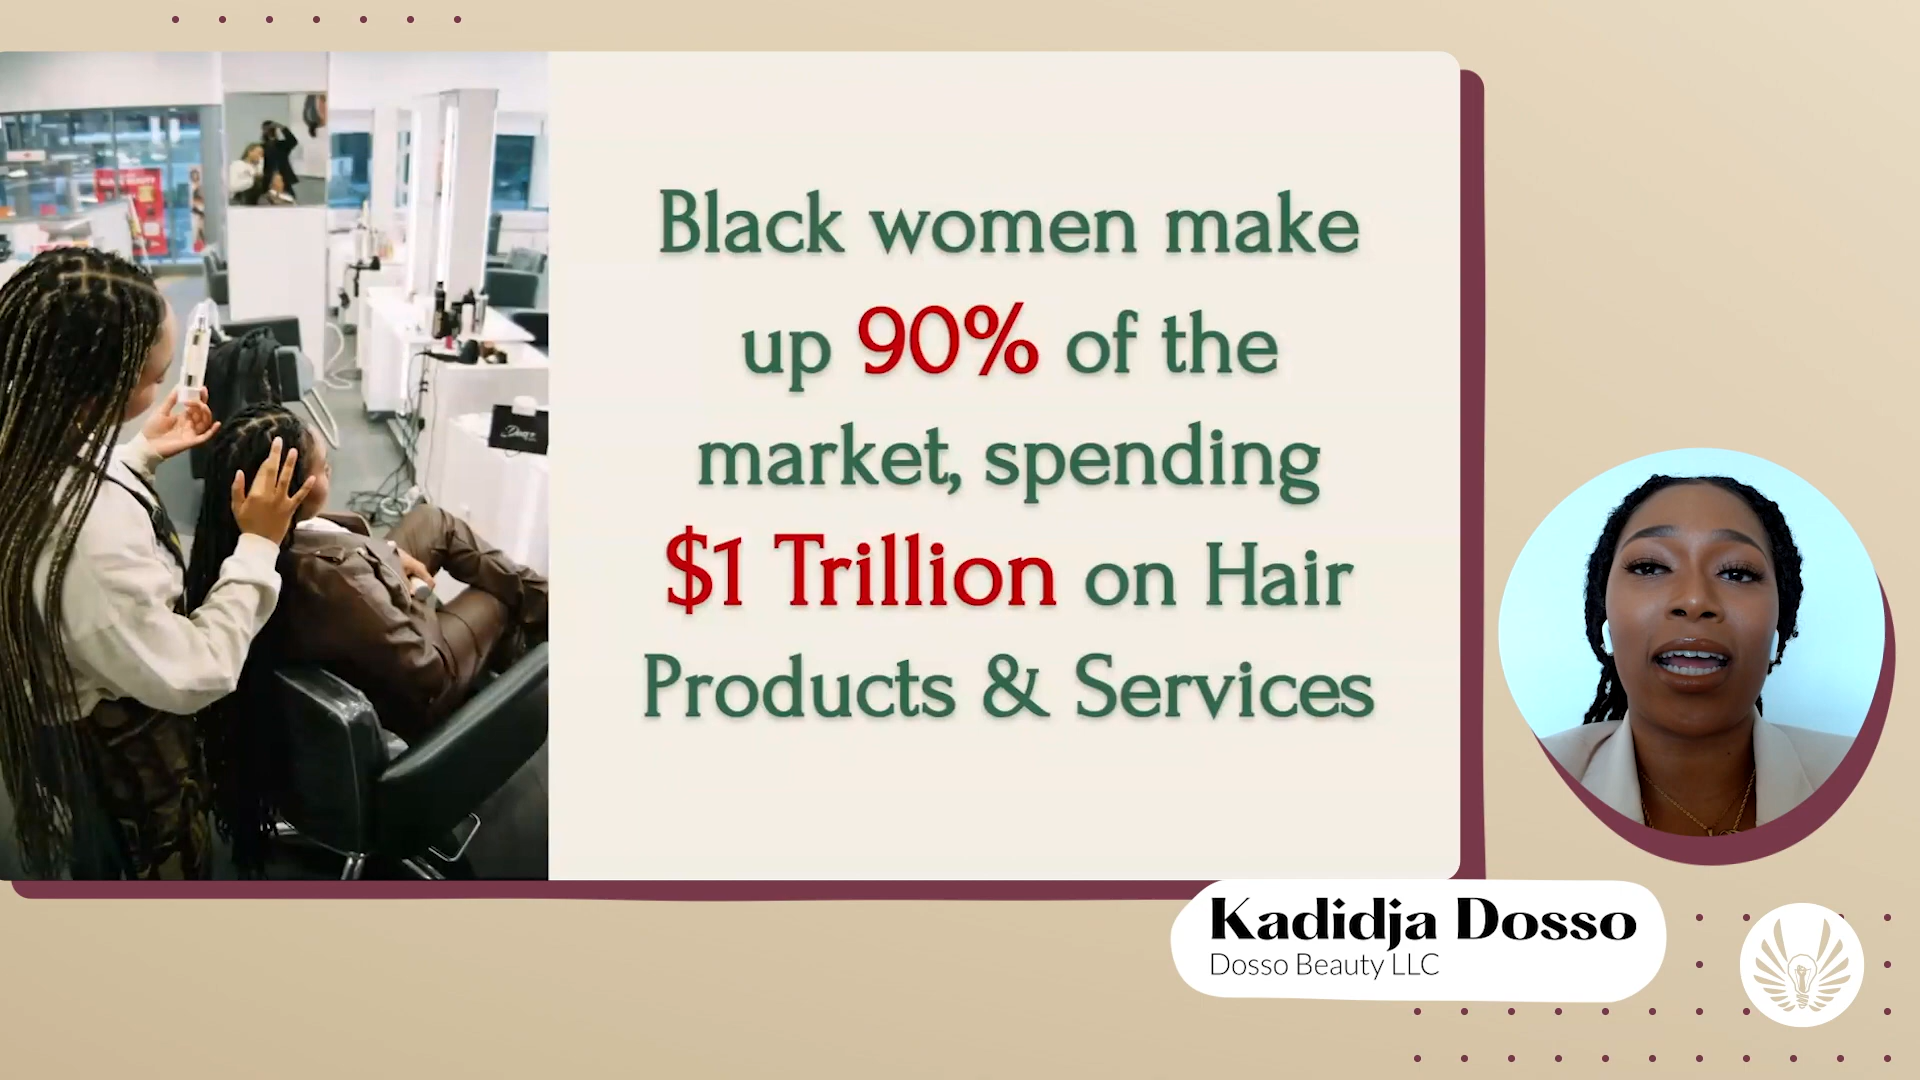 Black women make
up 90% of the
market, spending
$1 Trillion on Hair
Products & Services
Kadidja Dosso
Dosso Beauty LLC